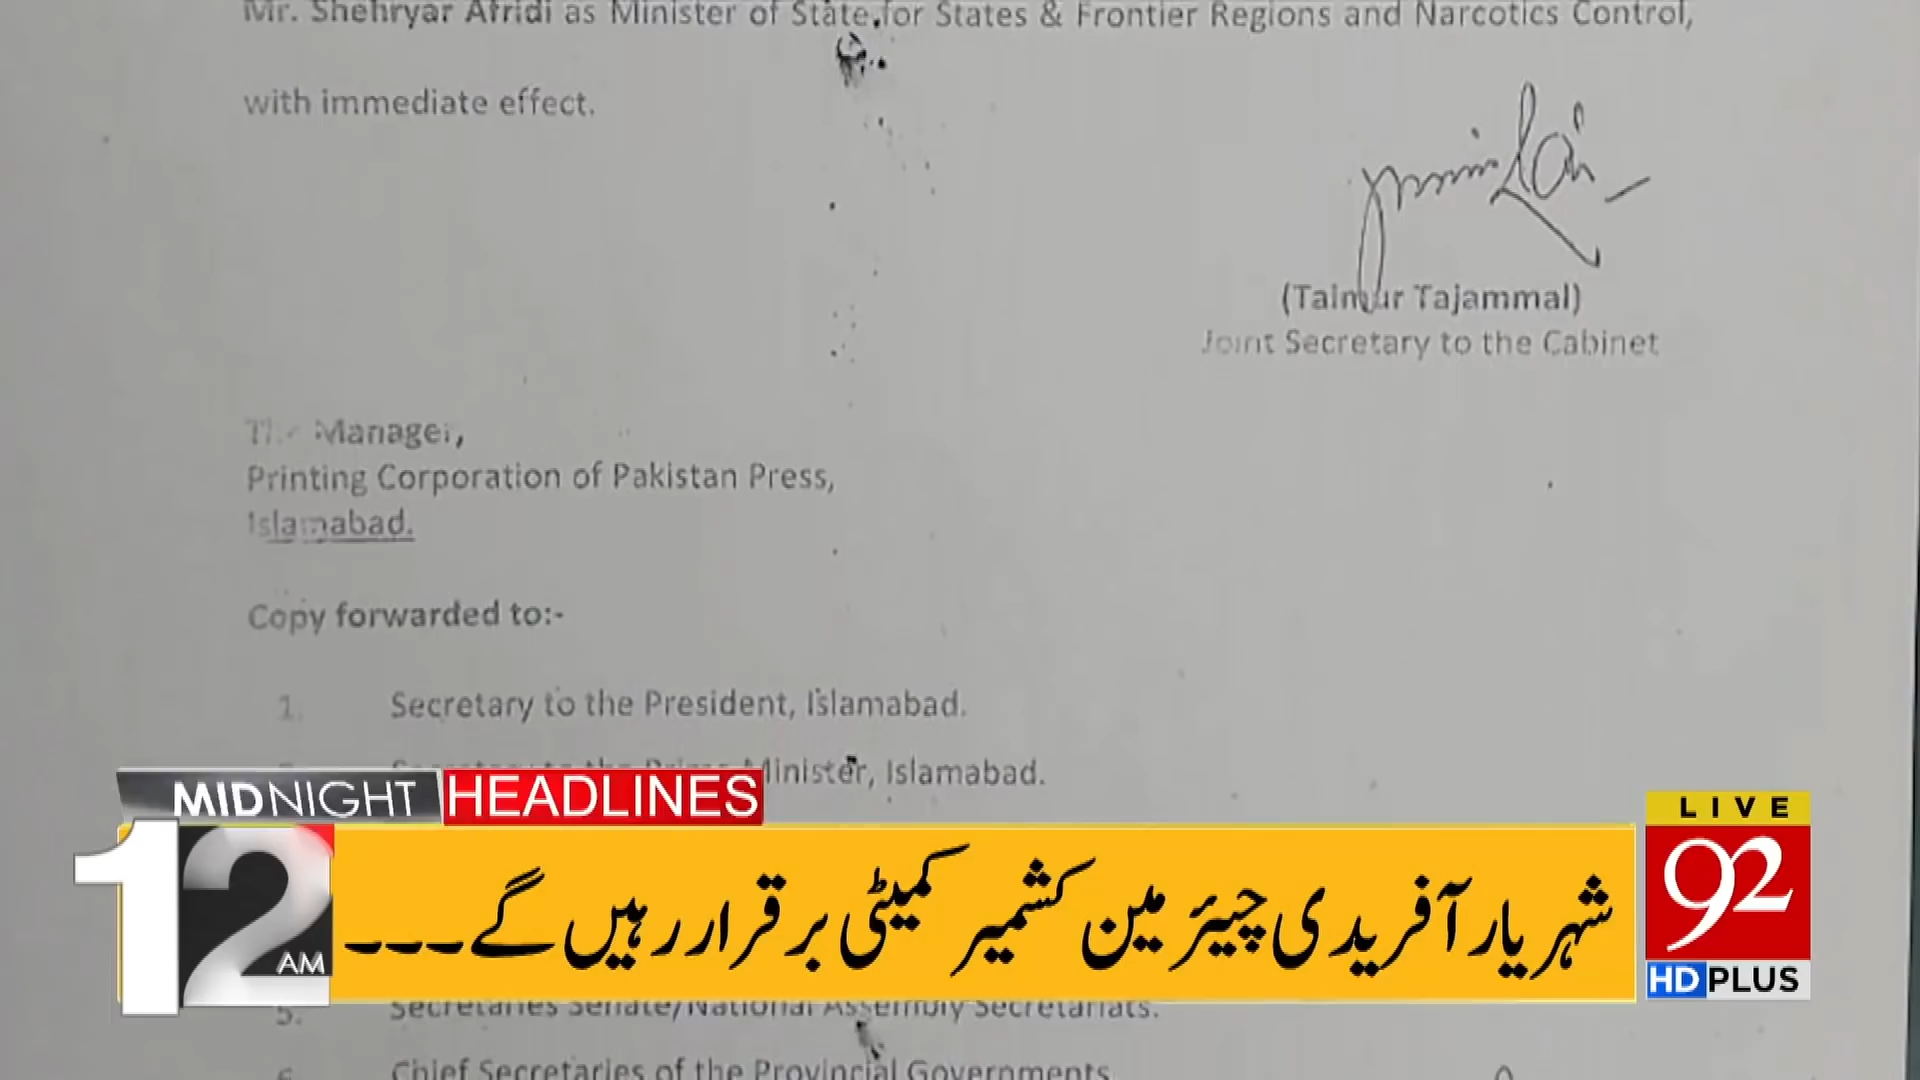 Mr. Shehryar Afridi as Minister of State for States & Frontier Regions and Narcotics Control,
with immediate effect.
(Taimur Tajammal)
Joint Secretary to the Cabinet
The Manager,
Printing Corporation of Pakistan Press,
Islamabad.
Copy forwarded to:-
1. Secretary to the President, Islamabad.
Minister, Islamabad.
MIDNIGHT HEADLINES
12 AM
شہریار آفریدی چیئرمین کشمیر کمیٹی برقرار رہیں گے۔۔۔
LIVE
92
HD PLUS
5. Secretaries Senate/National Assembly Secretariats.
Chief Secretaries of the Provincial Governments